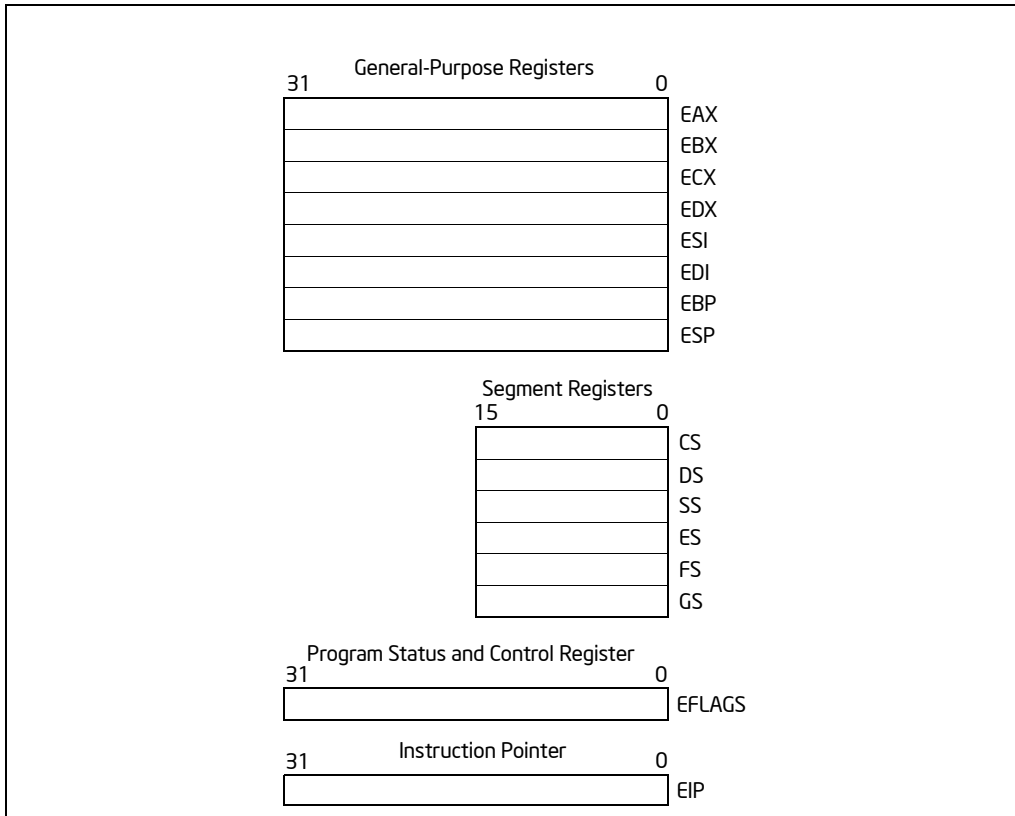 General-Purpose Registers
31 0
EAX
EBX
ECX
EDX
ESI
EDI
EBP
ESP
Segment Registers
15 0
CS
DS
SS
ES
FS
GS
Program Status and Control Register
31 0
EFLAGS
Instruction Pointer
31 0
EIP